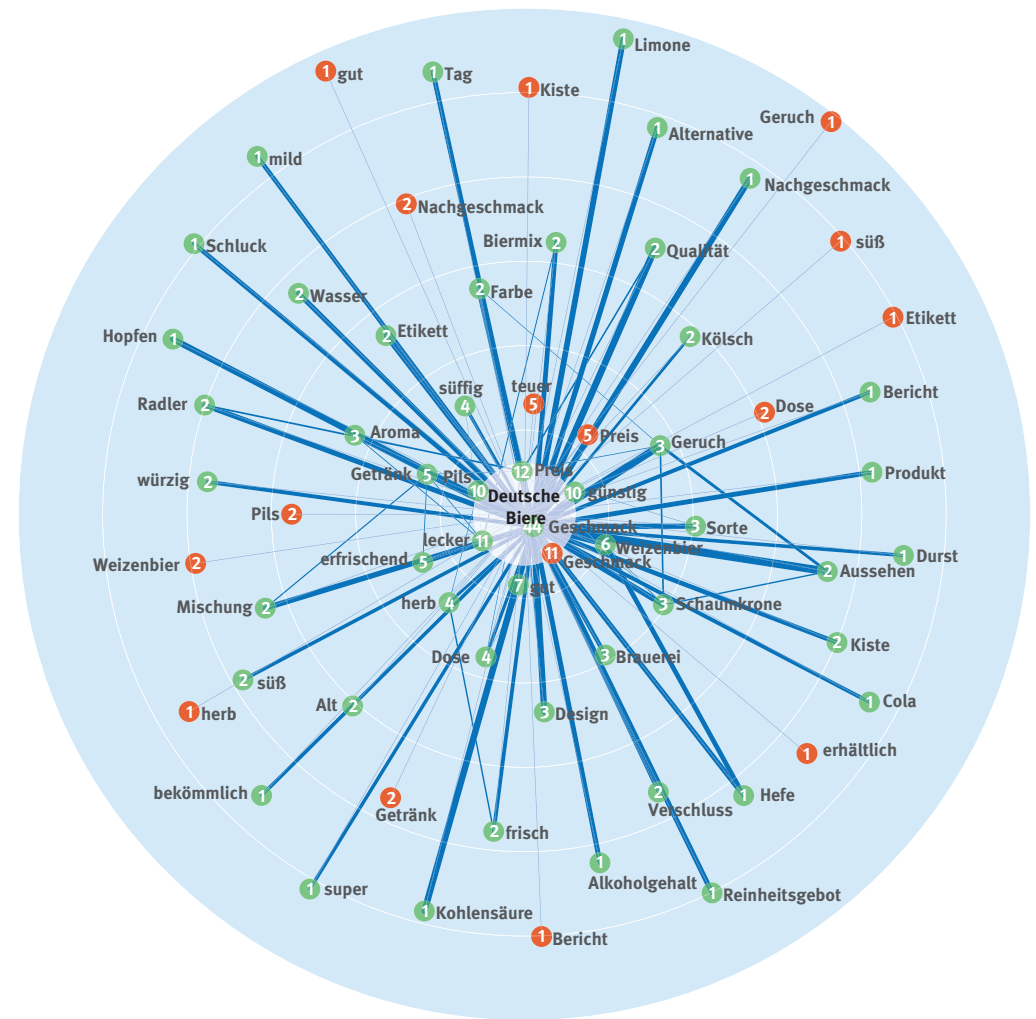 1 Limone
1 gut
1 Tag
1 Kiste
Geruch 1
1 Alternative
1 mild
1 Nachgeschmack
2 Nachgeschmack
Biermix 2
1 süß
1 Schluck
2 Qualität
2 Wasser
2 Farbe
1 Etikett
Hopfen 1
2 Etikett
2 Kölsch
süffig
4
teuer
5
1 Bericht
Radler 2
2 Dose
3 Aroma
5 Preis
3 Geruch
Getränk 5
Pils
10
12 Preis
1 Produkt
würzig 2
10 günstig
Deutsche
Biere
Pils 2
44 Geschmack
3 Sorte
lecker 11
6 Weizenbier
1 Durst
Weizenbier 2
erfrischend 5
11 Geschmack
2 Aussehen
Mischung 2
herb 4
7 gut
3 Schaumkrone
2 Kiste
Dose 4
3 Brauerei
2 süß
1 herb
Alt 2
3 Design
1 Cola
1 erhältlich
bekömmlich 1
2
Getränk
2
Verschluss
1 Hefe
2 frisch
1 super
1
Alkoholgehalt
1 Reinheitsgebot
1 Kohlensäure
1 Bericht